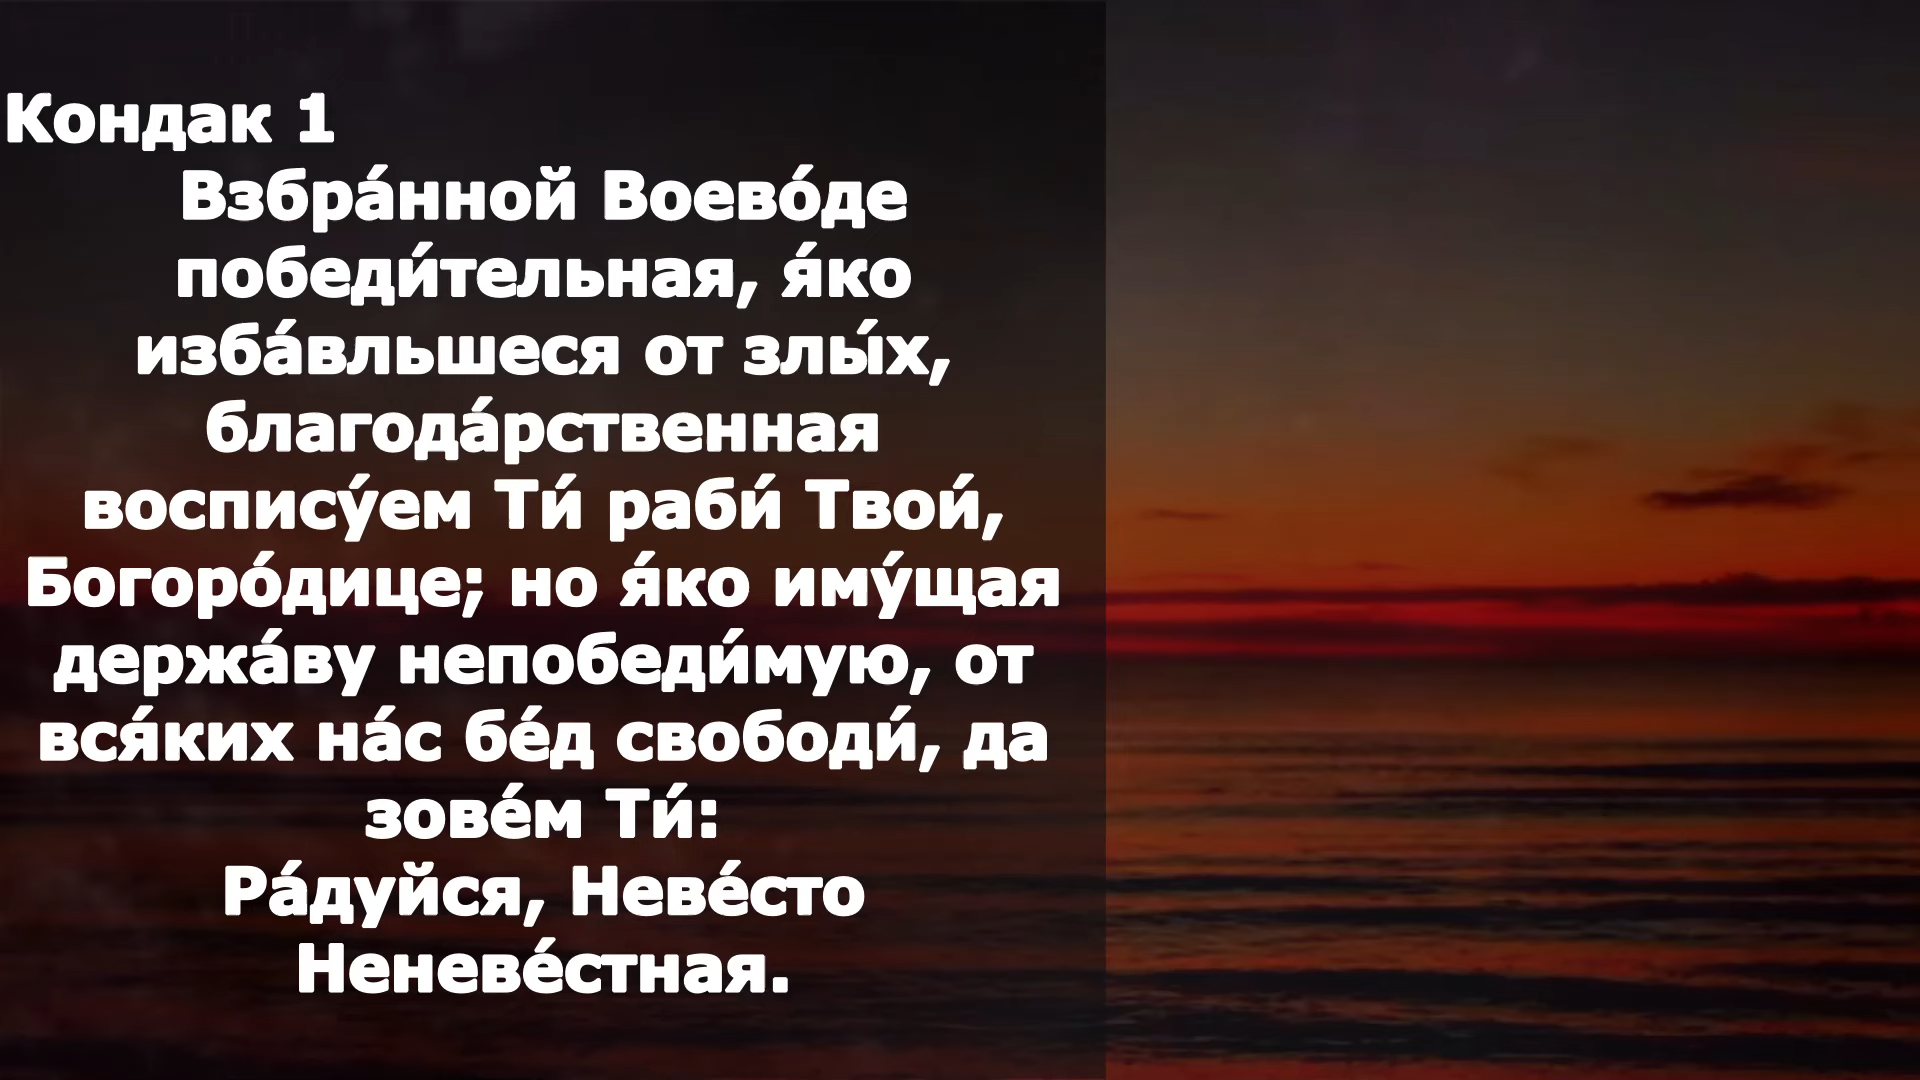 Кондак 1
Взбра́нной Воево́де
победи́тельная, я́ко
изба́вльшеся от злы́х,
благода́рственная
воспису́ем Ти́ раби́ Твои́,
Богоро́дице; но я́ко иму́щая
держа́ву непобеди́мую, от
вся́ких на́с бе́д свободи́, да
зове́м Ти́:
Ра́дуйся, Неве́сто
Неневе́стная.